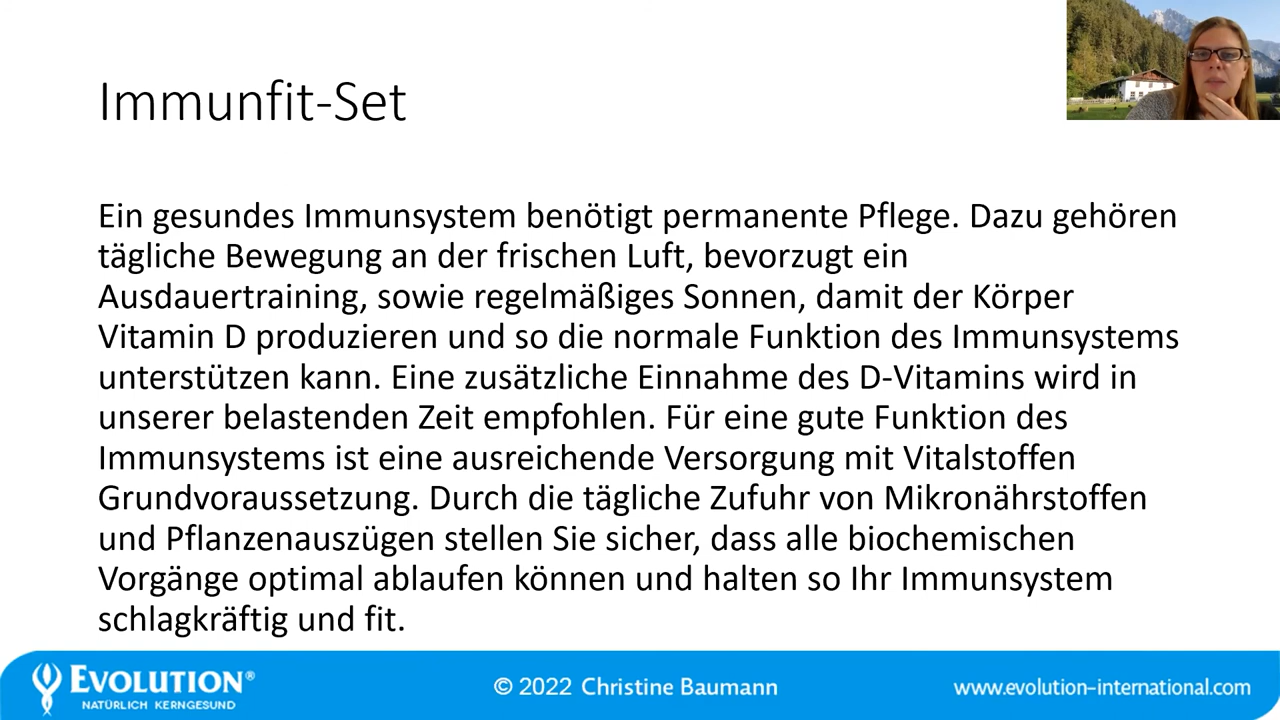 Immunfit-Set
Ein gesundes Immunsystem benötigt permanente Pflege. Dazu gehören
tägliche Bewegung an der frischen Luft, bevorzugt ein
Ausdauertraining, sowie regelmäßiges Sonnen, damit der Körper
Vitamin D produzieren und so die normale Funktion des Immunsystems
unterstützen kann. Eine zusätzliche Einnahme des D-Vitamins wird in
unserer belastenden Zeit empfohlen. Für eine gute Funktion des
Immunsystems ist eine ausreichende Versorgung mit Vitalstoffen
Grundvoraussetzung. Durch die tägliche Zufuhr von Mikronährstoffen
und Pflanzenauszügen stellen Sie sicher, dass alle biochemischen
Vorgänge optimal ablaufen können und halten so Ihr Immunsystem
schlagkräftig und fit.
EVOLUTION®
NATÜRLICH KERNGESUND
© 2022 Christine Baumann
www.evolution-international.com